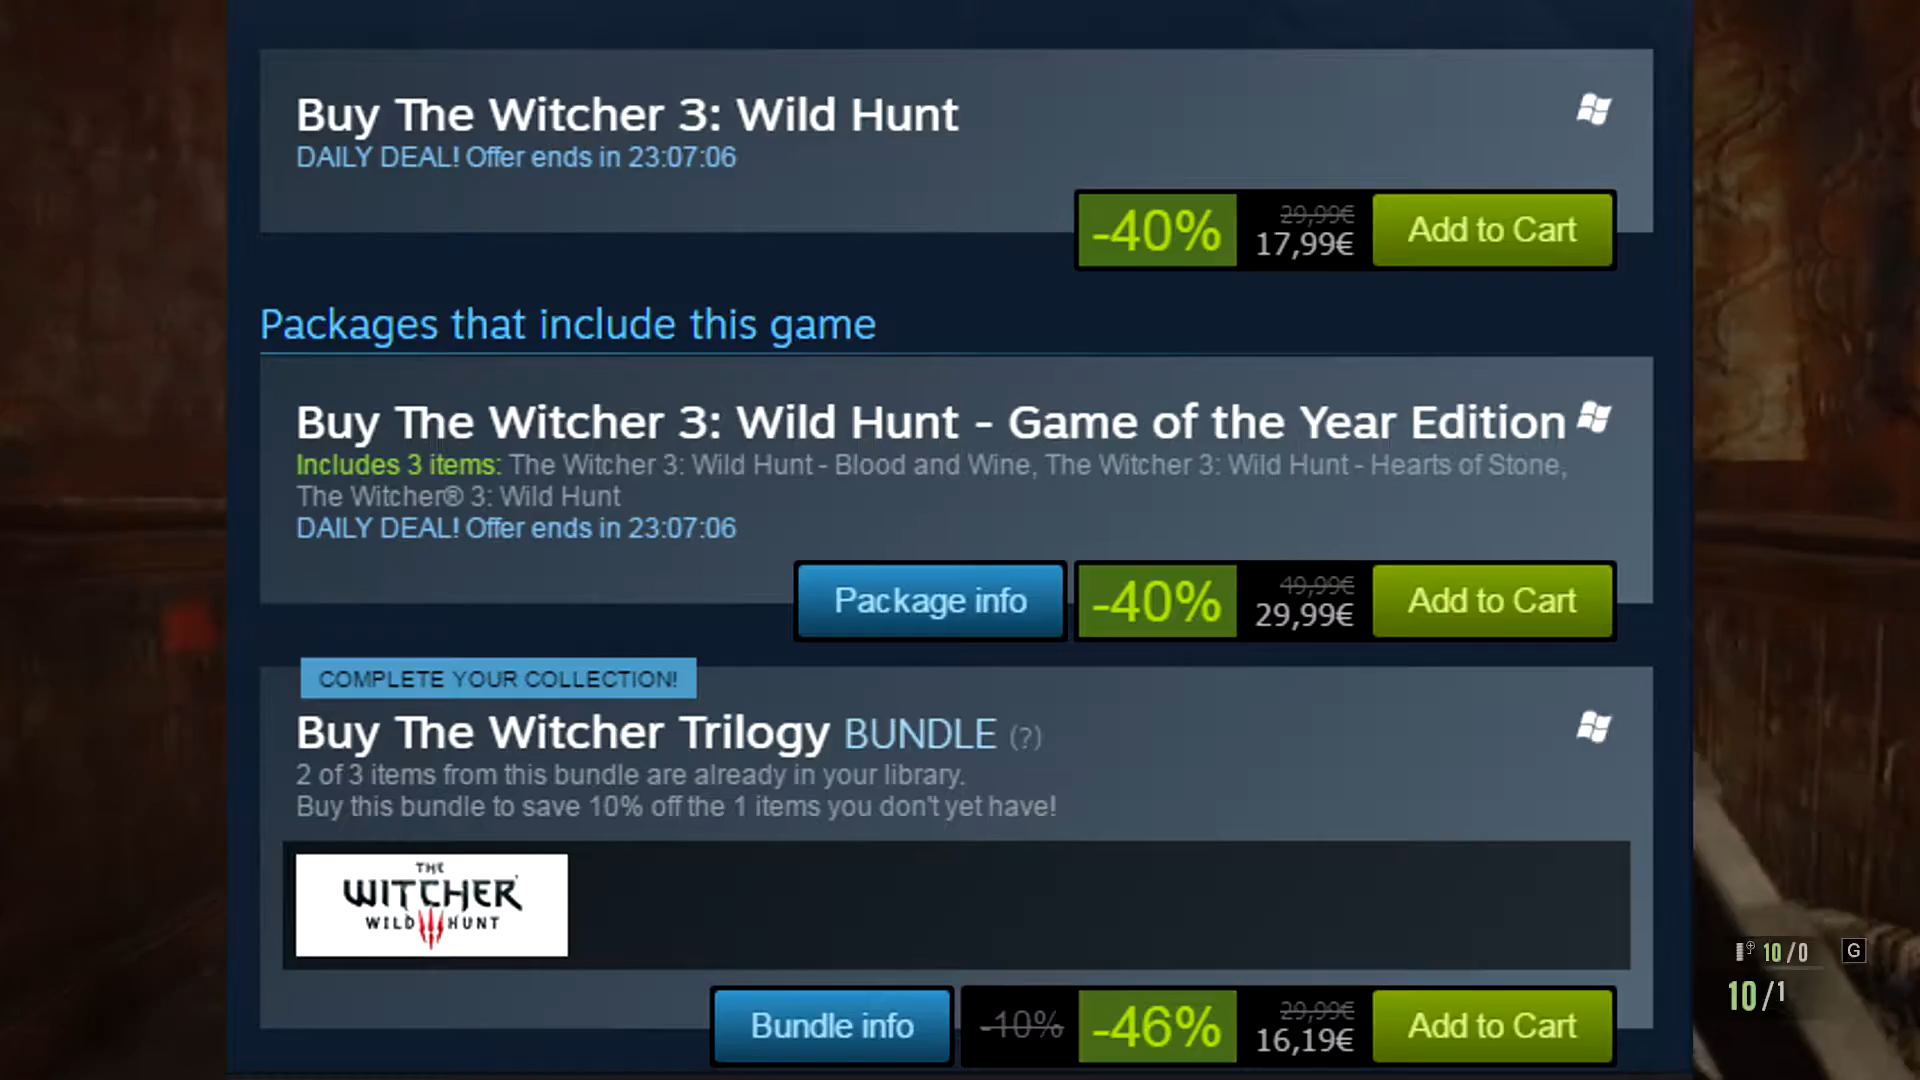 Buy The Witcher 3: Wild Hunt
DAILY DEAL! Offer ends in 23:07:06
-40%
29,99€
17,99€
Add to Cart
Packages that include this game
Buy The Witcher 3: Wild Hunt - Game of the Year Edition
Includes 3 items: The Witcher 3: Wild Hunt - Blood and Wine, The Witcher 3: Wild Hunt - Hearts of Stone,
The Witcher® 3: Wild Hunt
DAILY DEAL! Offer ends in 23:07:06
Package info
-40%
49,99€
29,99€
Add to Cart
COMPLETE YOUR COLLECTION!
Buy The Witcher Trilogy BUNDLE (?)
2 of 3 items from this bundle are already in your library.
Buy this bundle to save 10% off the 1 items you don't yet have!
THE
WITCHER
WILD HUNT
Bundle info
-10%
-46%
29,99€
16,19€
Add to Cart
10/0
G
10/1